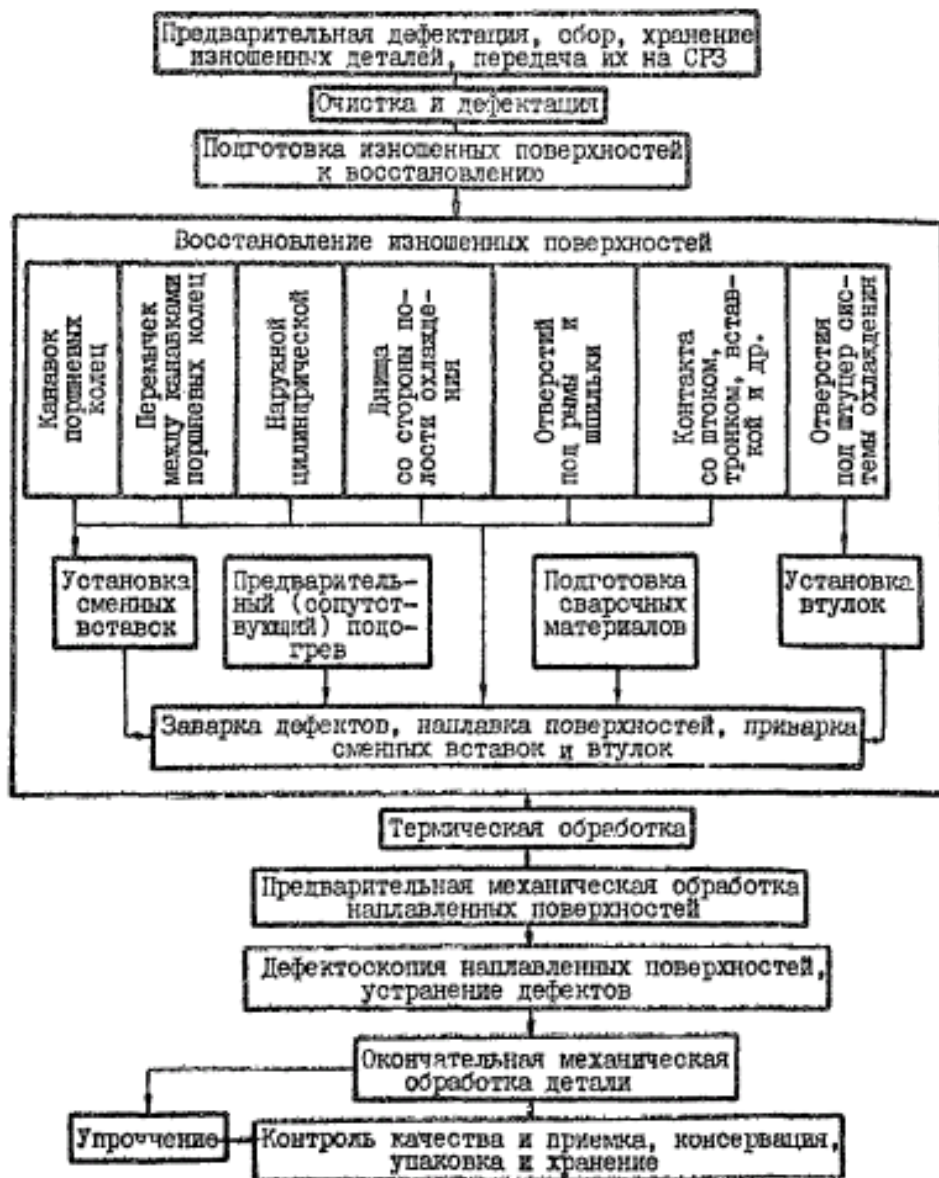 Предварительная дефектация, сбор, хранение
изношенных деталей, передача их на СРЗ
Очистка и дефектация
Подготовка изношенных поверхностей
к восстановлению
Восстановление изношенных поверхностей
Канавок
поршневых
колец
Перемычек
между канавками
поршневых колец
Наружной
цилиндрической
Днища
со стороны по-
лости охлажде-
ния
Отверстий
под рымы и
шпильки
Контакта
со штоком,
тронком, встав-
кой и др.
Отверстия
под штуцер сис-
темы охлаждения
Установка
сменных
вставок
Предваритель-
ный (сопутст-
вующий) подо-
грев
Подготовка
сварочных
материалов
Установка
втулок
Заварка дефектов, наплавка поверхностей, приварка
сменных вставок и втулок
Термическая обработка
Предварительная механическая обработка
наплавленных поверхностей
Дефектоскопия наплавленных поверхностей,
устранение дефектов
Окончательная механическая
обработка детали
Упрочнение
Контроль качества и приемка, консервация,
упаковка и хранение